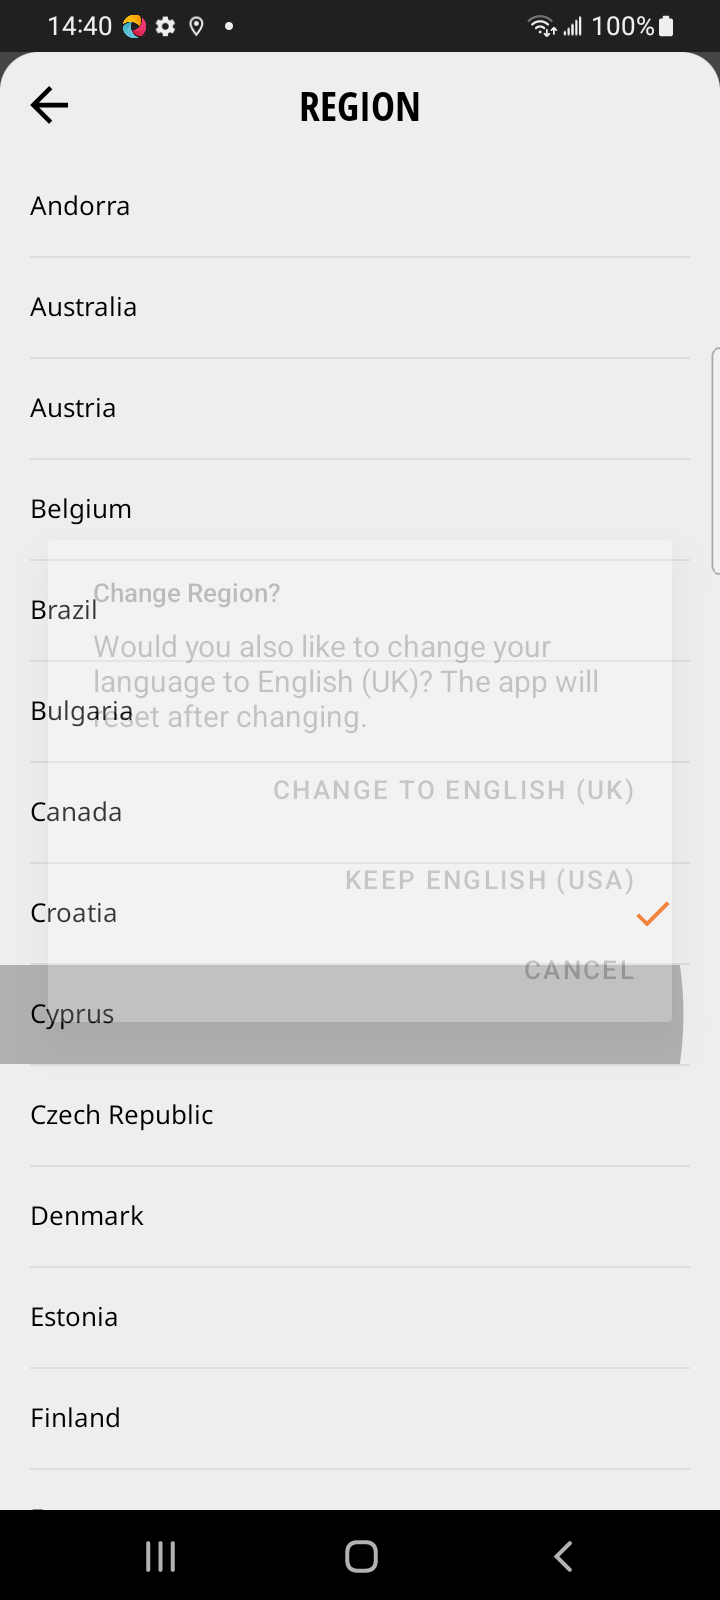 14:40
100%
REGION
Andorra
Australia
Austria
Belgium
Brazil
Change Region?
Would you also like to change your
language to English (UK)? The app will
reset after changing.
Bulgaria
CHANGE TO ENGLISH (UK)
Canada
KEEP ENGLISH (USA)
Croatia
CANCEL
Cyprus
Czech Republic
Denmark
Estonia
Finland